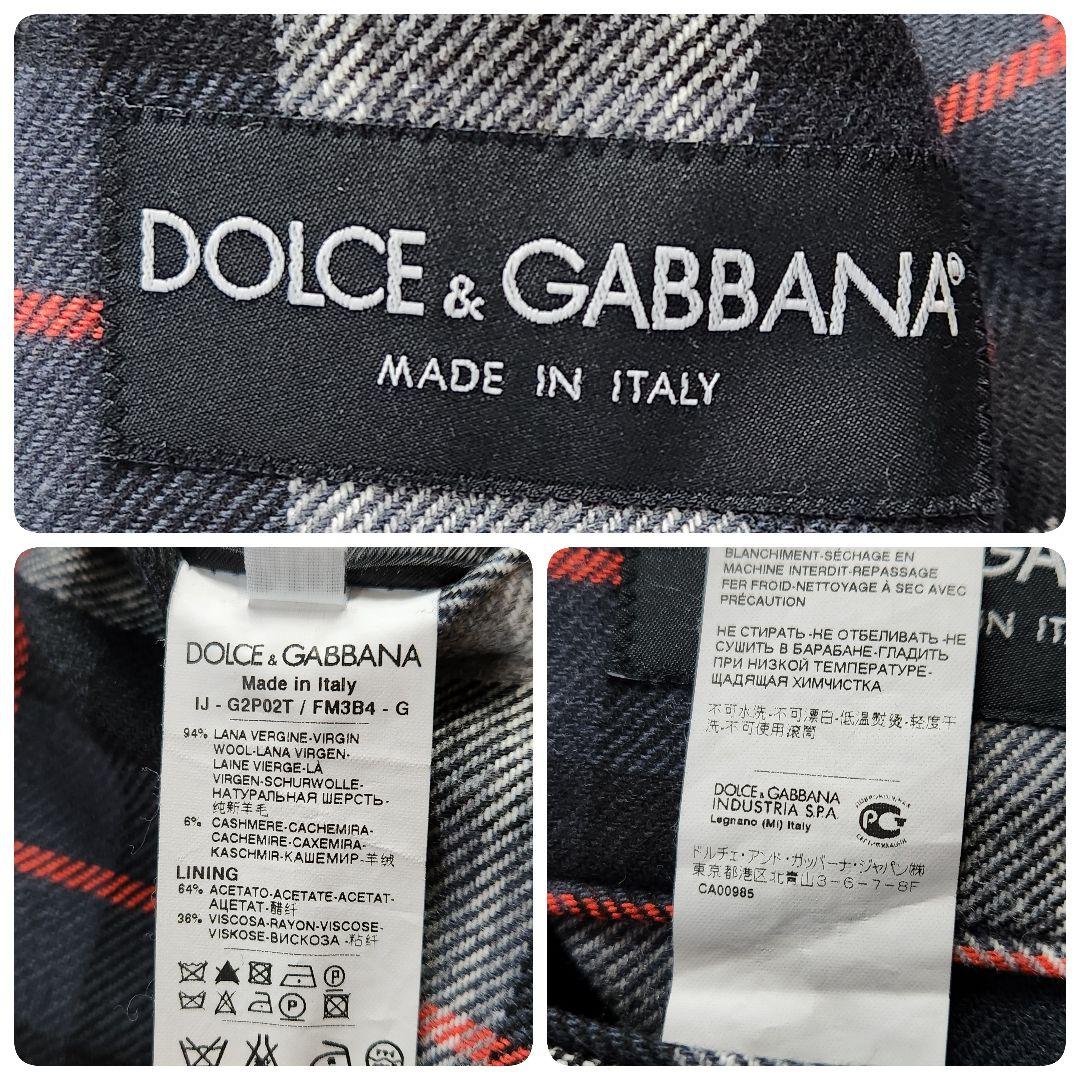 DOLCE & GABBANA®
MADE IN ITALY
DOLCE & GABBANA
Made in Italy
IJ - G2P02T / FM3B4 - G
94% LANA VERGINE-VIRGIN
WOOL-LANA VIRGEN-
LAINE VIERGE-LÀ
VIRGEN-SCHURWOLLE-
НАТУРАЛЬНАЯ ШЕРСТЬ-
纯新羊毛
6% CASHMERE-CACHEMIRA-
CACHEMIRE-CAXEMIRA-
KASCHMIR-КАШЕМИР-羊绒
LINING
64% ACETATO-ACETATE-ACETAT-
АЦЕТАТ-醋纤
36% VISCOSA-RAYON-VISCOSE-
VISKOSE-ВИСКОЗА-粘纤
BLANCHIMENT-SÉCHAGE EN
MACHINE INTERDIT-REPASSAGE
FER FROID-NETTOYAGE À SEC AVEC
PRÉCAUTION
НЕ СТИРАТЬ-НЕ ОТБЕЛИВАТЬ-НЕ
СУШИТЬ В БАРАБАНЕ-ГЛАДИТЬ
ПРИ НИЗКОЙ ТЕМПЕРАТУРЕ-
ЩАДЯЩАЯ ХИМЧИСТКА
不可水洗-不可漂白-低温熨烫-轻度干
洗-不可使用滚筒
DOLCE & GABBANA
INDUSTRIA S.P.A.
Legnano (Mi) Italy
ドルチェ・アンド・ガッバーナ・ジャパン㈱
東京都港区北青山3-6-7-8F
CA00985
GA
IN IT